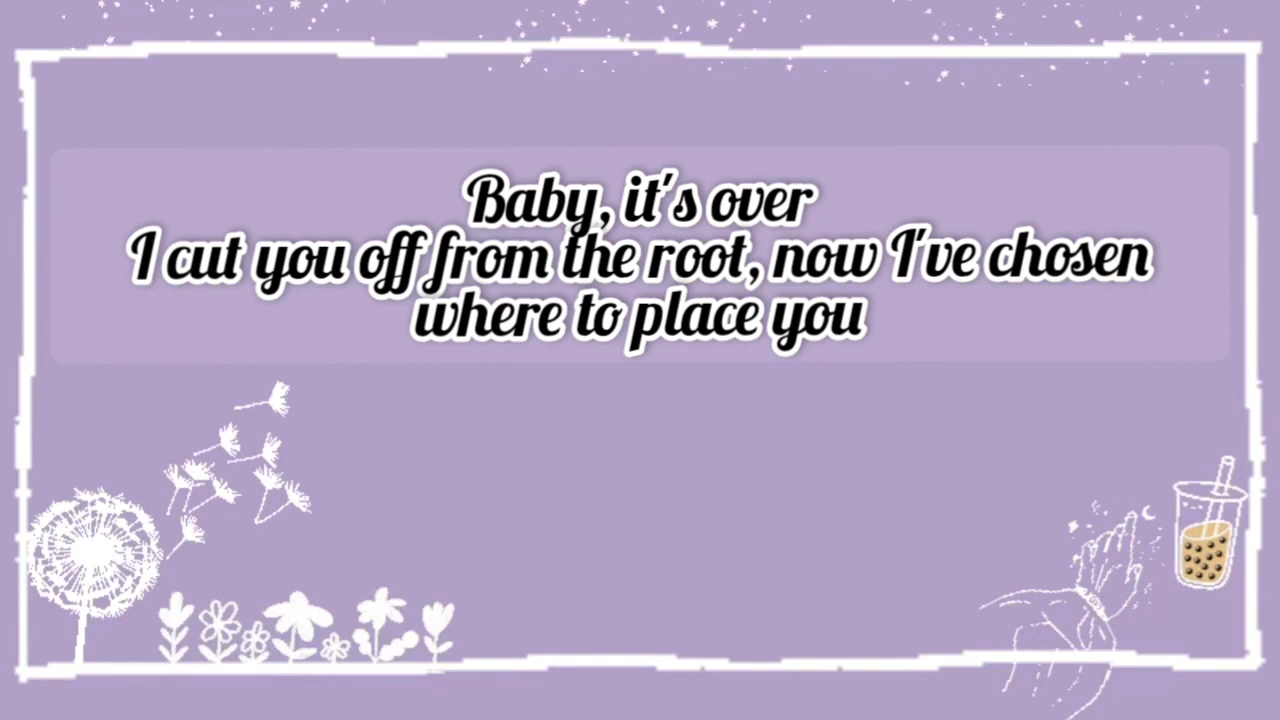 Baby, it's over
I cut you off from the root, now I've chosen
where to place you